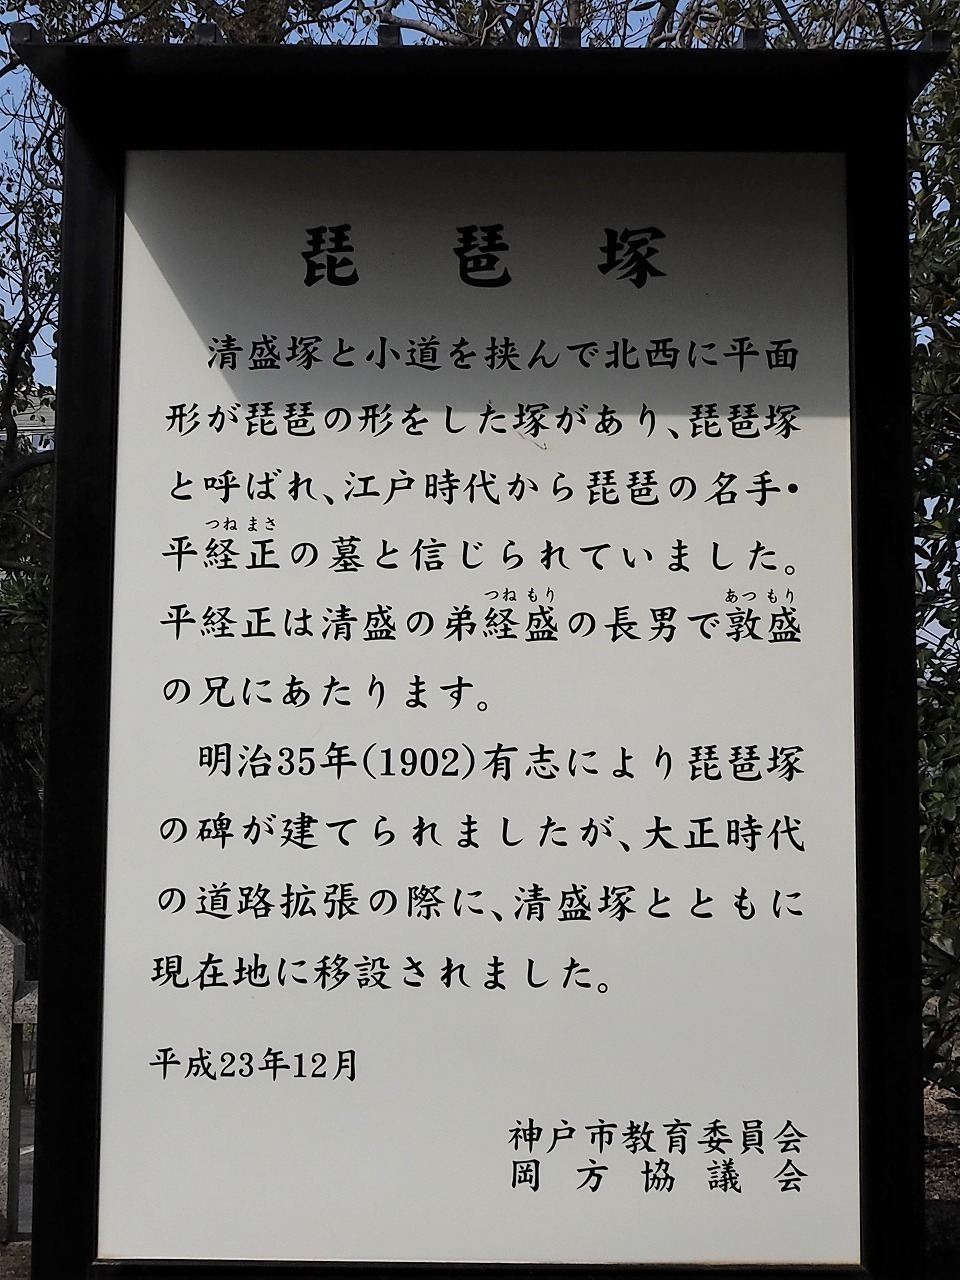 琵琶塚
清盛塚と小道を挟んで北西に平面
形が琵琶の形をした塚があり、琵琶塚
と呼ばれ、江戸時代から琵琶の名手・
つね まさ
平経正の墓と信じられていました。
つね もり あつ もり
平経正は清盛の弟経盛の長男で敦盛
の兄にあたります。
明治35年(1902)有志により琵琶塚
の碑が建てられましたが、大正時代
の道路拡張の際に、清盛塚とともに
現在地に移設されました。
平成23年12月
神戸市教育委員会
岡方協議会